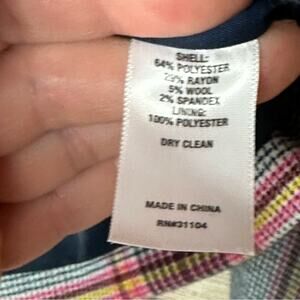 SHELL:
64% POLYESTER
29% RAYON
5% WOOL
2% SPANDEX
LINING:
100% POLYESTER
DRY CLEAN
MADE IN CHINA
RN#31104